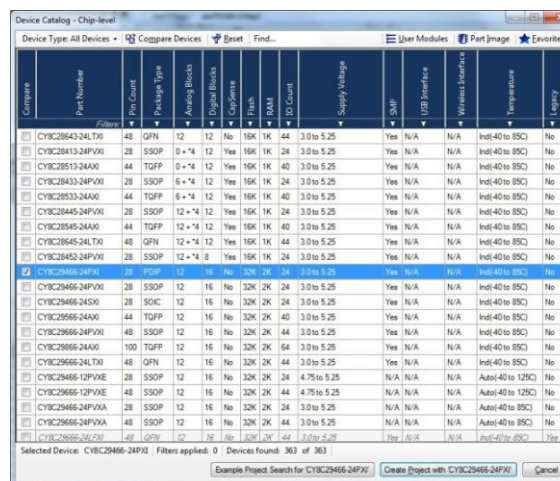 Device Catalog - Chip-level
Device Type: All Devices Compare Devices Reset Find... User Modules Part Image Favorite
Compare Part Number Pin Count Package Type Analog Blocks Digital Blocks CapSense Flash RAM IO Count Supply Voltage SMP USB Interface Wireless Interface Temperature Legacy
Filters:
CY8C28643-24LTXI 48 QFN 12 12 No 16K 1K 44 3.0 to 5.25 Yes N/A N/A Ind(-40 to 85C) No
CY8C28413-24PVXI 28 SSOP 0 + *4 12 Yes 16K 1K 24 3.0 to 5.25 Yes N/A N/A Ind(-40 to 85C) No
CY8C28513-24AXI 44 TQFP 0 + *4 12 Yes 16K 1K 40 3.0 to 5.25 Yes N/A N/A Ind(-40 to 85C) No
CY8C28433-24PVXI 28 SSOP 6 + *4 12 Yes 16K 1K 24 3.0 to 5.25 Yes N/A N/A Ind(-40 to 85C) No
CY8C28533-24AXI 44 TQFP 6 + *4 12 Yes 16K 1K 40 3.0 to 5.25 Yes N/A N/A Ind(-40 to 85C) No
CY8C28445-24PVXI 28 SSOP 12 + *4 12 Yes 16K 1K 24 3.0 to 5.25 Yes N/A N/A Ind(-40 to 85C) No
CY8C28545-24AXI 44 TQFP 12 + *4 12 Yes 16K 1K 40 3.0 to 5.25 Yes N/A N/A Ind(-40 to 85C) No
CY8C28645-24LTXI 48 QFN 12 + *4 12 Yes 16K 1K 44 3.0 to 5.25 Yes N/A N/A Ind(-40 to 85C) No
CY8C28452-24PVXI 28 SSOP 12 + *4 8 Yes 16K 1K 24 3.0 to 5.25 Yes N/A N/A Ind(-40 to 85C) No
CY8C29466-24PXI 28 PDIP 12 16 No 32K 2K 24 3.0 to 5.25 Yes N/A N/A Ind(-40 to 85C) No
CY8C29466-24PVXI 28 SSOP 12 16 No 32K 2K 24 3.0 to 5.25 Yes N/A N/A Ind(-40 to 85C) No
CY8C29466-24SXI 28 SOIC 12 16 No 32K 2K 24 3.0 to 5.25 Yes N/A N/A Ind(-40 to 85C) No
CY8C29566-24AXI 44 TQFP 12 16 No 32K 2K 40 3.0 to 5.25 Yes N/A N/A Ind(-40 to 85C) No
CY8C29666-24PVXI 48 SSOP 12 16 No 32K 2K 44 3.0 to 5.25 Yes N/A N/A Ind(-40 to 85C) No
CY8C29866-24AXI 100 TQFP 12 16 No 32K 2K 64 3.0 to 5.25 Yes N/A N/A Ind(-40 to 85C) No
CY8C29666-24LTXI 48 QFN 12 16 No 32K 2K 44 3.0 to 5.25 Yes N/A N/A Ind(-40 to 85C) No
CY8C29466-12PVXE 28 SSOP 12 16 No 32K 2K 24 4.75 to 5.25 N/A N/A N/A Auto(-40 to 125C) No
CY8C29666-12PVXE 48 SSOP 12 16 No 32K 2K 44 4.75 to 5.25 N/A N/A N/A Auto(-40 to 125C) No
CY8C29466-24PVXA 28 SSOP 12 16 No 32K 2K 24 3.0 to 5.25 N/A N/A N/A Auto(-40 to 85C) No
CY8C29666-24PVXA 48 SSOP 12 16 No 32K 2K 44 3.0 to 5.25 N/A N/A N/A Auto(-40 to 85C) No
CY8C29666-24LFXI 48 QFN 12 16 No 32K 2K 44 3.0 to 5.25 Yes N/A N/A Ind(-40 to 85C) Yes
Selected Device: CY8C29466-24PXI Filters applied: 0 Devices found: 363 of 363
Example Project Search for 'CY8C29466-24PXI' Create Project with 'CY8C29466-24PXI' Cancel